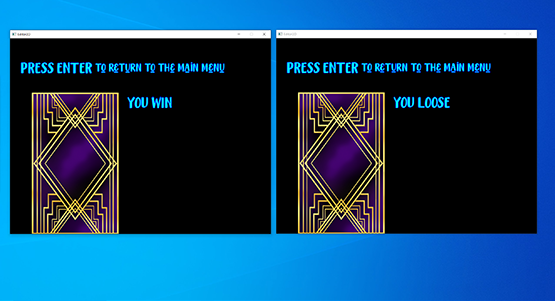 PRESS ENTER TO RETURN TO THE MAIN MENU
YOU WIN
PRESS ENTER TO RETURN TO THE MAIN MENU
YOU LOOSE